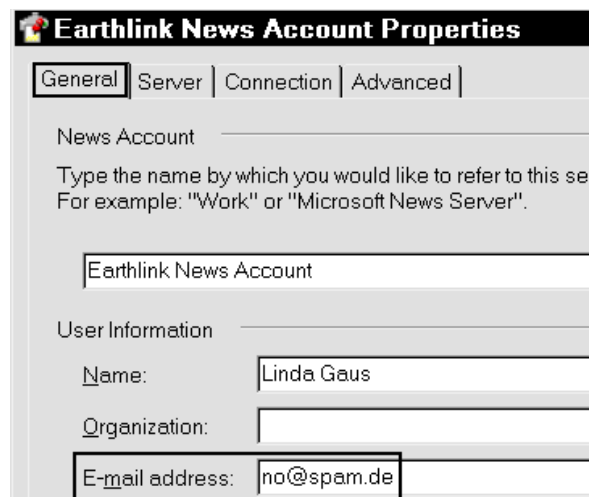 Earthlink News Account Properties
General Server Connection Advanced
News Account
Type the name by which you would like to refer to this se
For example: "Work" or "Microsoft News Server".
Earthlink News Account
User Information
Name: Linda Gaus
Organization:
E-mail address: no@spam.de